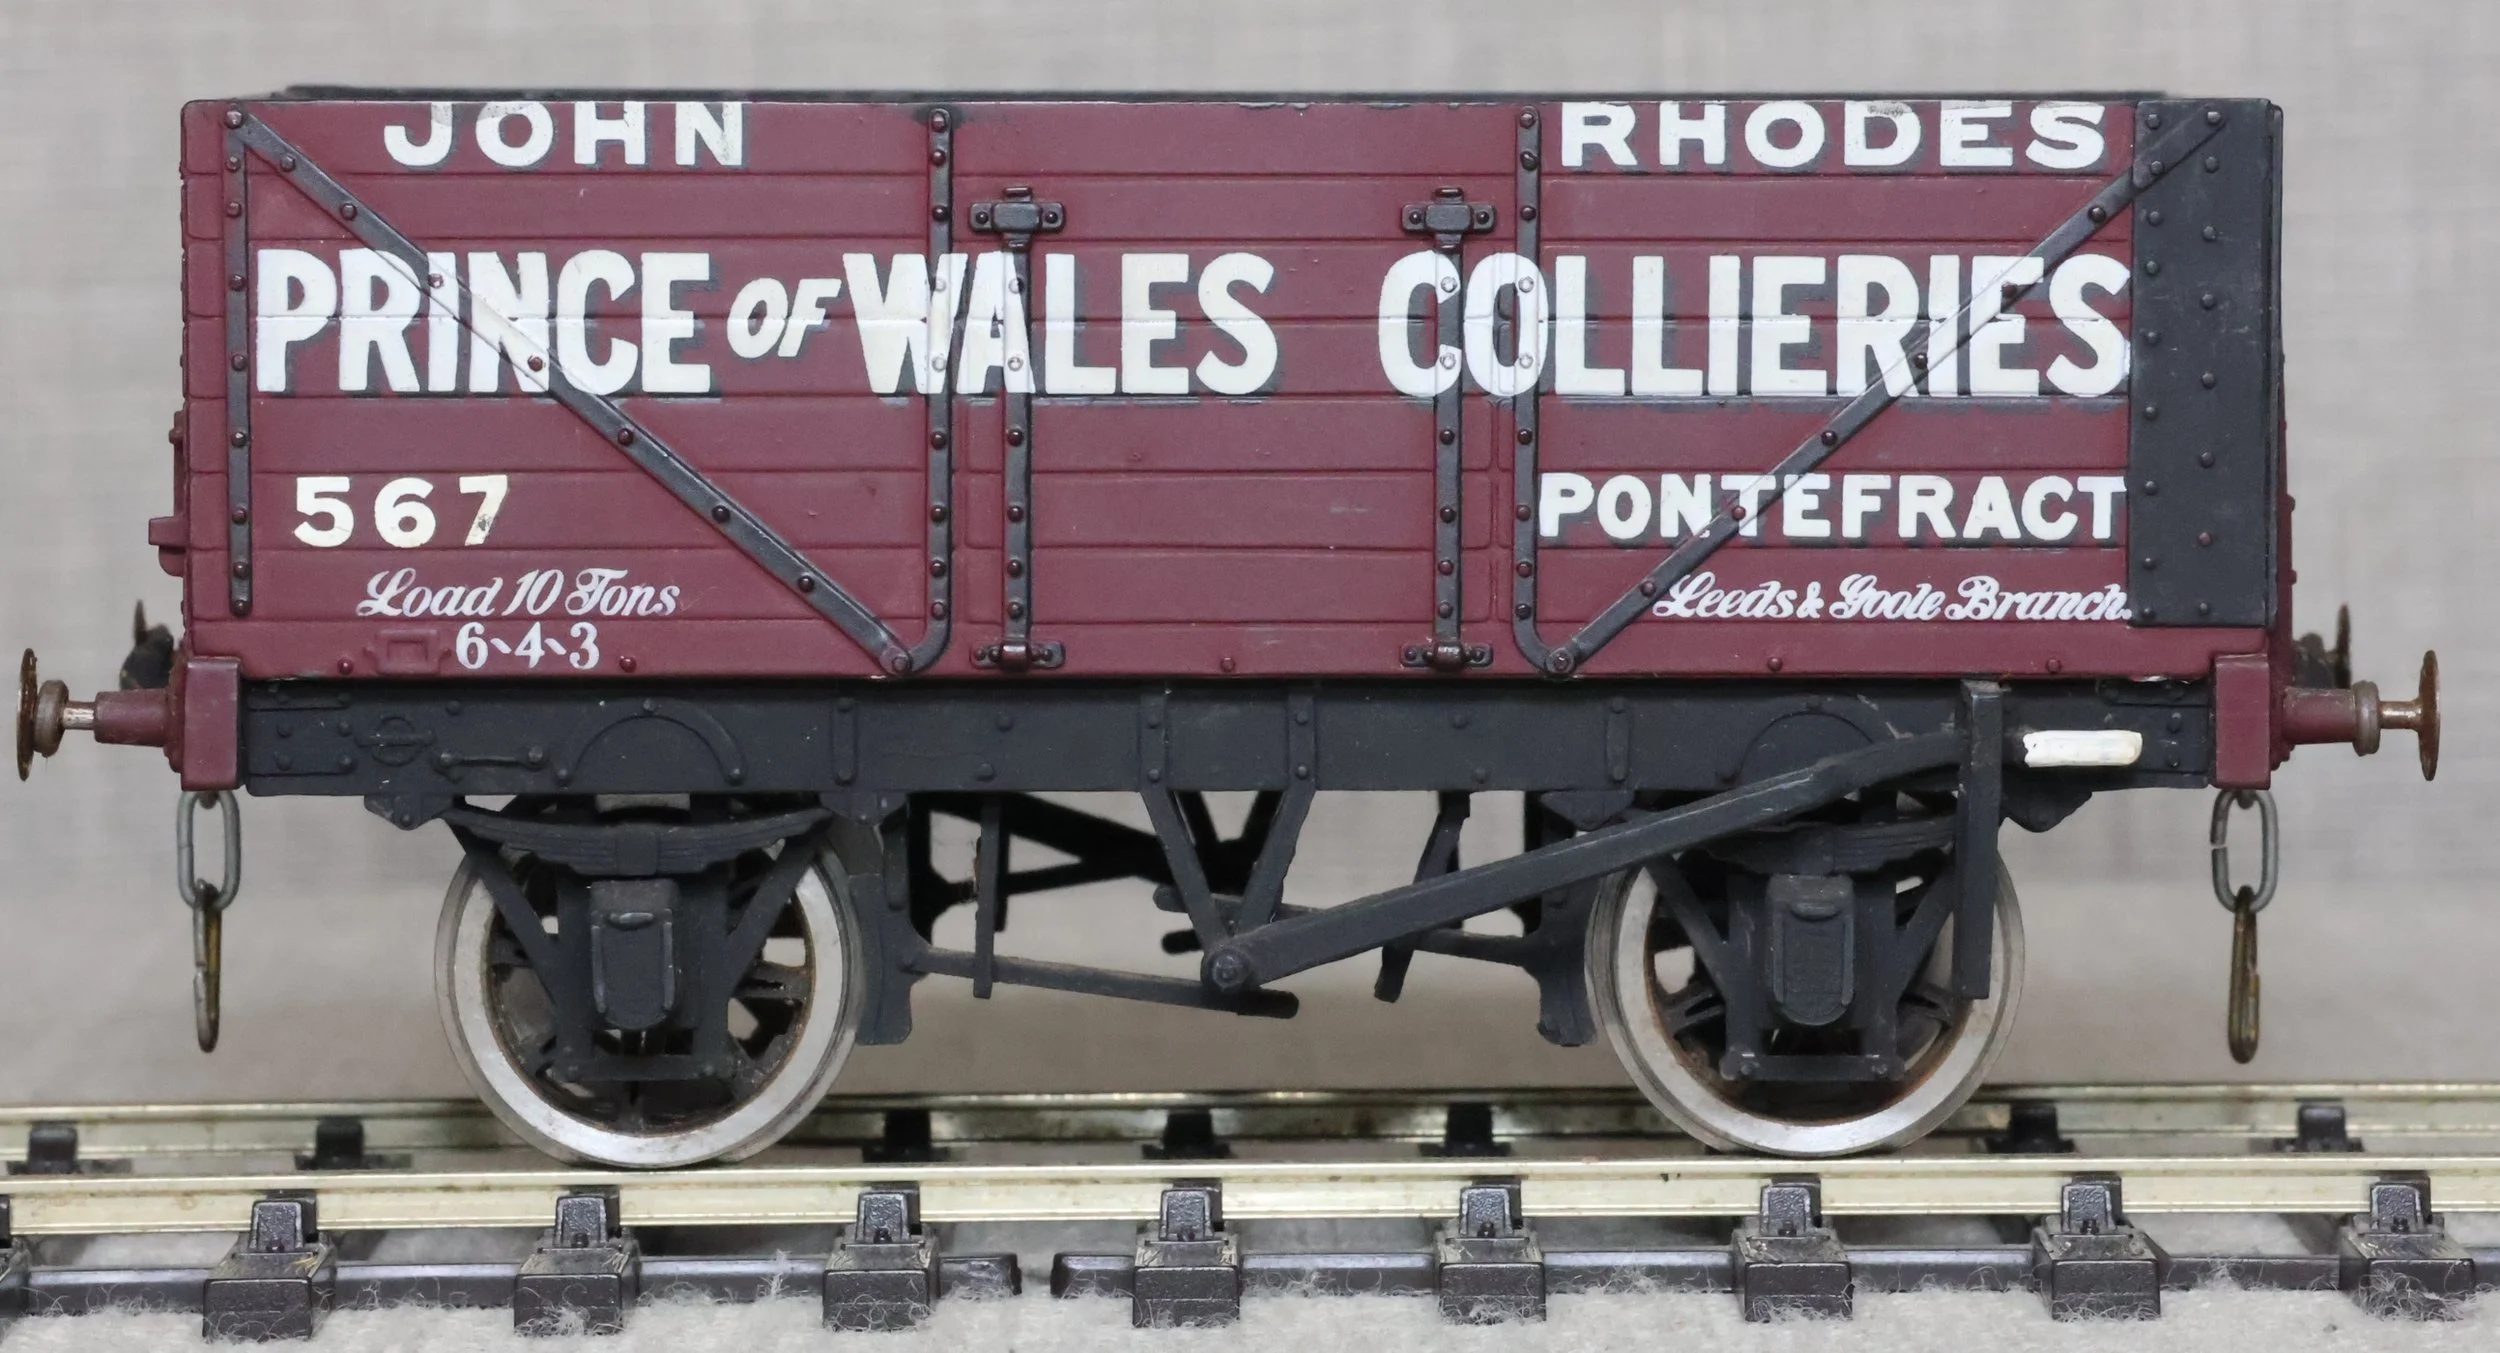 JOHN RHODES
PRINCE OF WALES COLLIERIES
567 PONTEFRACT
Load 10 Tons Leeds & Goole Branch.
6-4-3